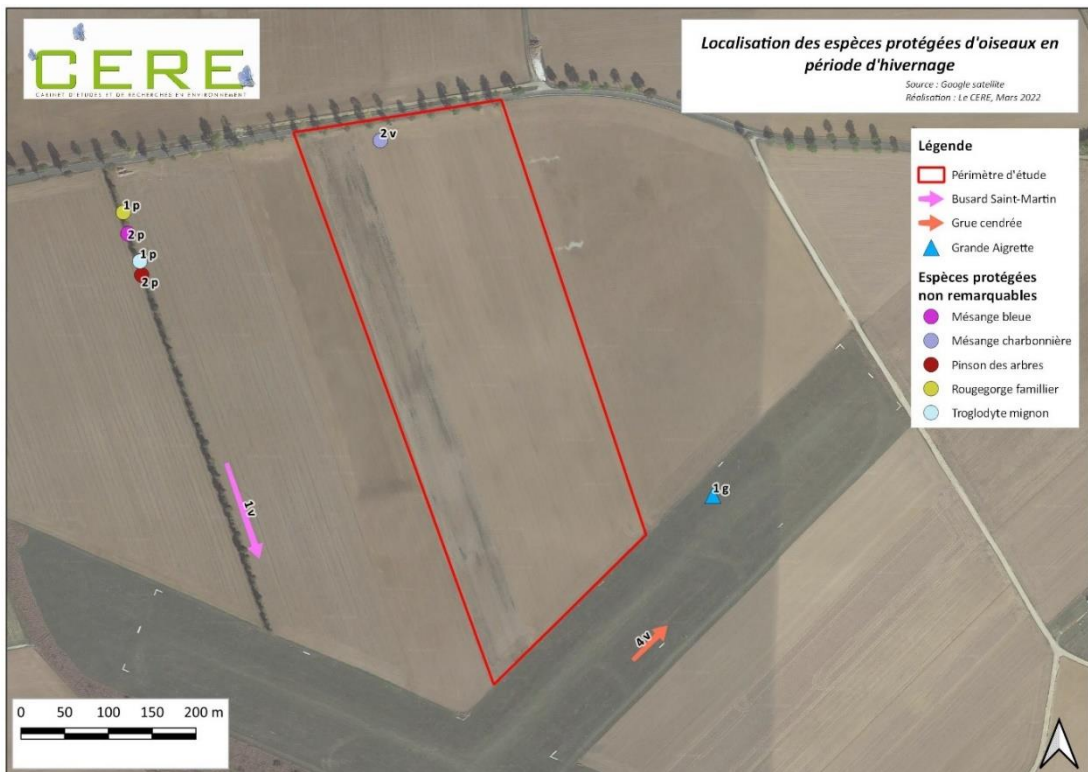 CERE
CABINET D'ETUDES ET DE RECHERCHES EN ENVIRONNEMENT
Localisation des espèces protégées d'oiseaux en
période d'hivernage
Source : Google satellite
Réalisation : Le CERE, Mars 2022
Légende
Périmètre d'étude
Busard Saint-Martin
Grue cendrée
Grande Aigrette
Espèces protégées
non remarquables
Mésange bleue
Mésange charbonnière
Pinson des arbres
Rougegorge famillier
Troglodyte mignon
2 v
1 p
2 p
1 p
2 p
1 v
1 g
4 v
0 50 100 150 200 m